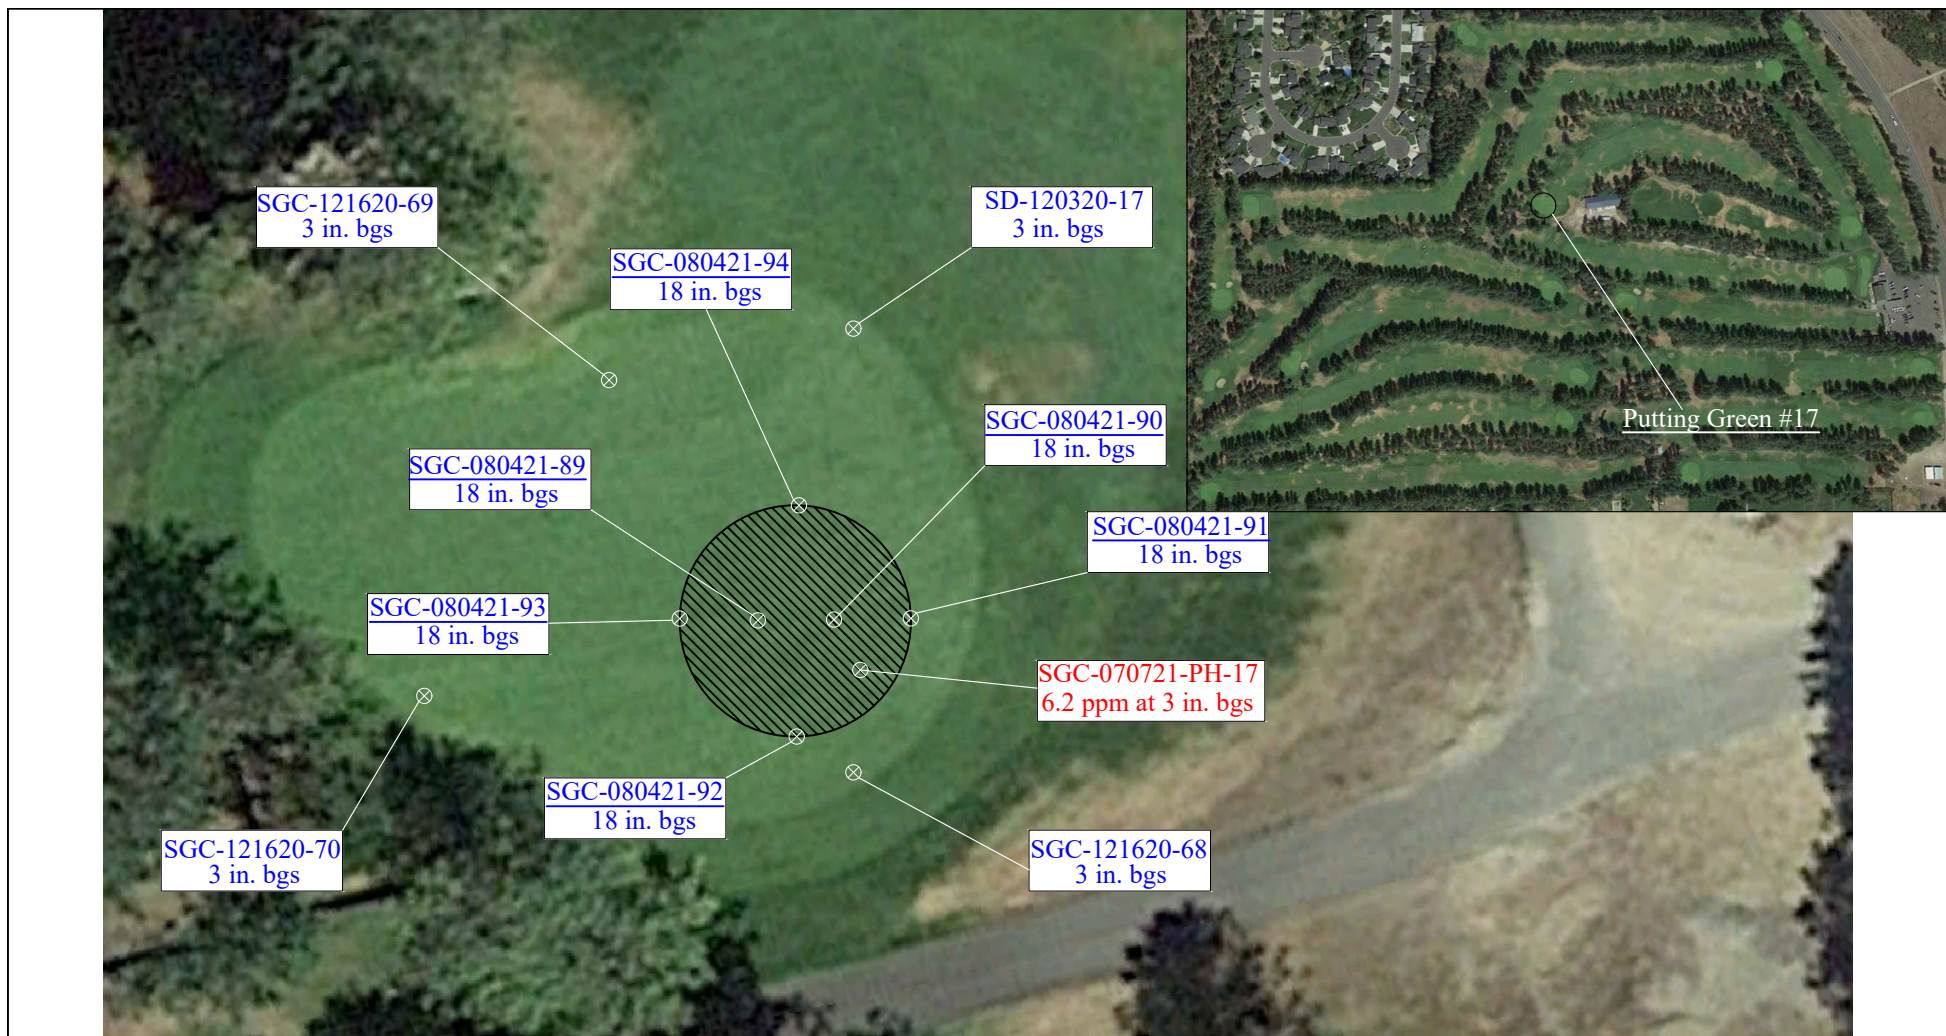 SGC-121620-69
3 in. bgs
SD-120320-17
3 in. bgs
SGC-080421-94
18 in. bgs
SGC-080421-90
18 in. bgs
Putting Green #17
SGC-080421-89
18 in. bgs
SGC-080421-91
18 in. bgs
SGC-080421-93
18 in. bgs
SGC-070721-PH-17
6.2 ppm at 3 in. bgs
SGC-080421-92
18 in. bgs
SGC-121620-70
3 in. bgs
SGC-121620-68
3 in. bgs